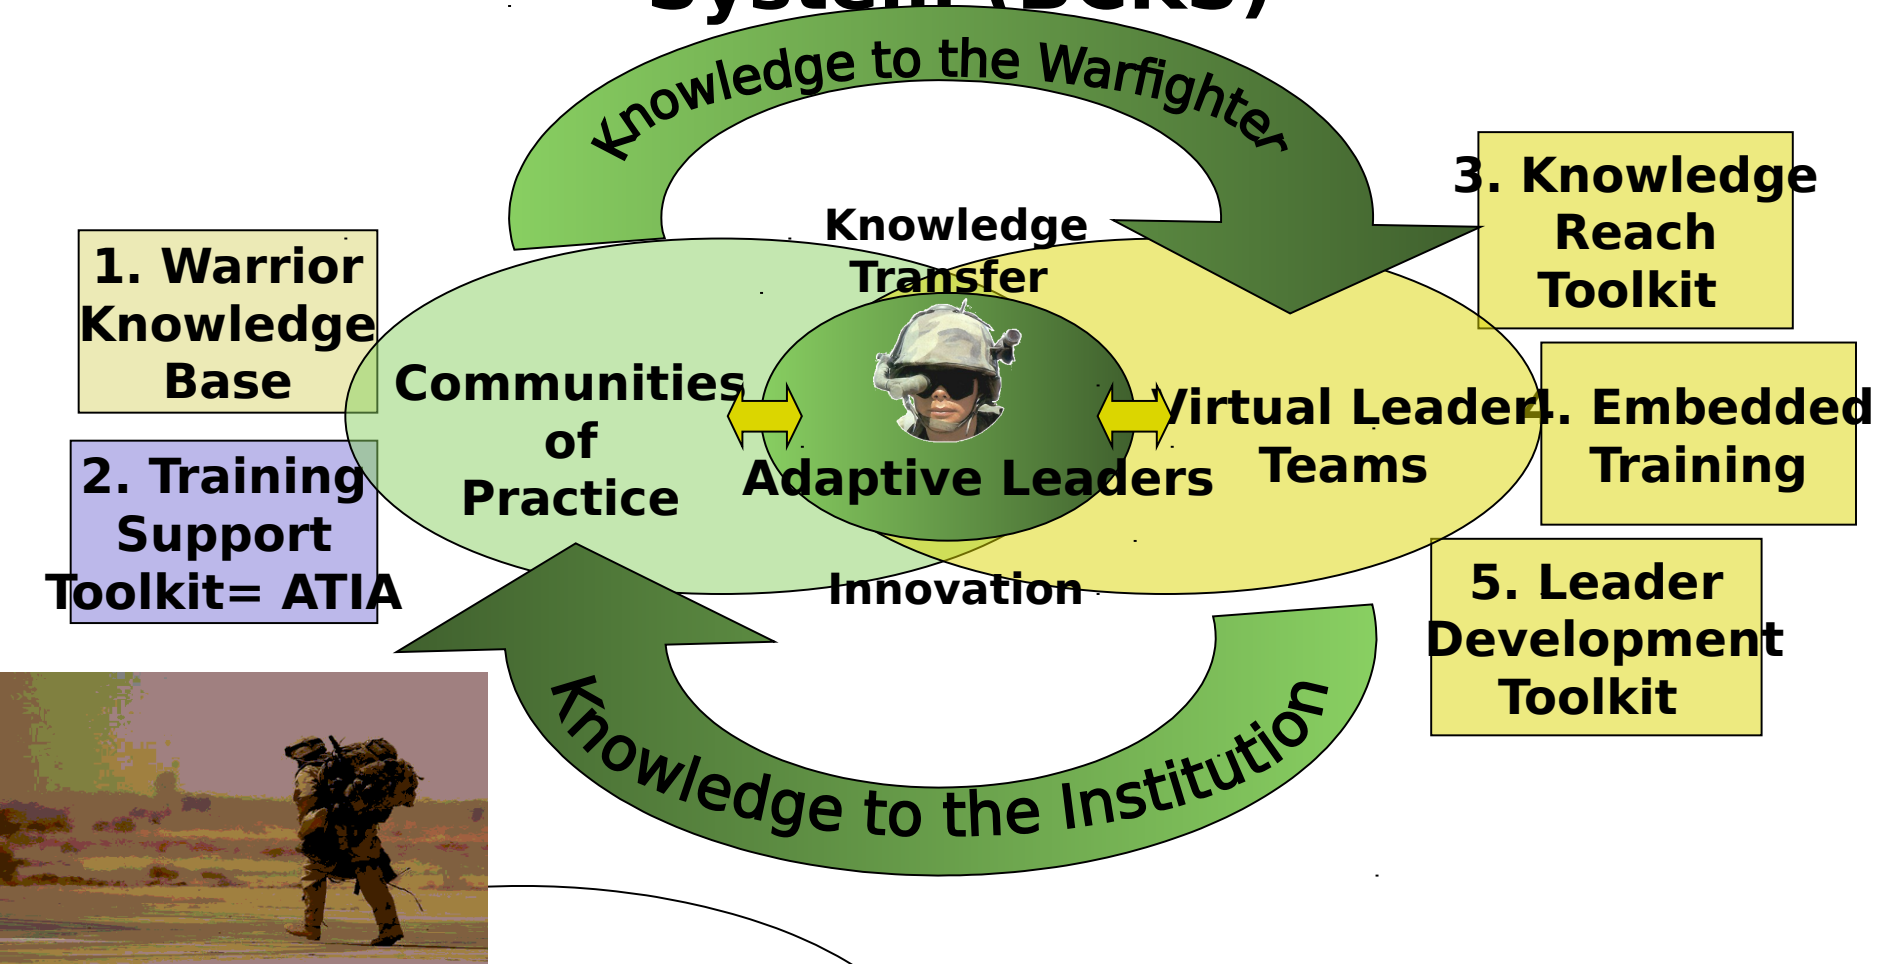 System (BCKS)
Knowledge to the Warfighter
3. Knowledge
Reach
Toolkit
Knowledge
Transfer
1. Warrior
Knowledge
Base
Communities
of
Practice
Virtual Leader
Teams
4. Embedded
Training
Adaptive Leaders
2. Training
Support
Toolkit= ATIA
Innovation
5. Leader
Development
Toolkit
Knowledge to the Institution